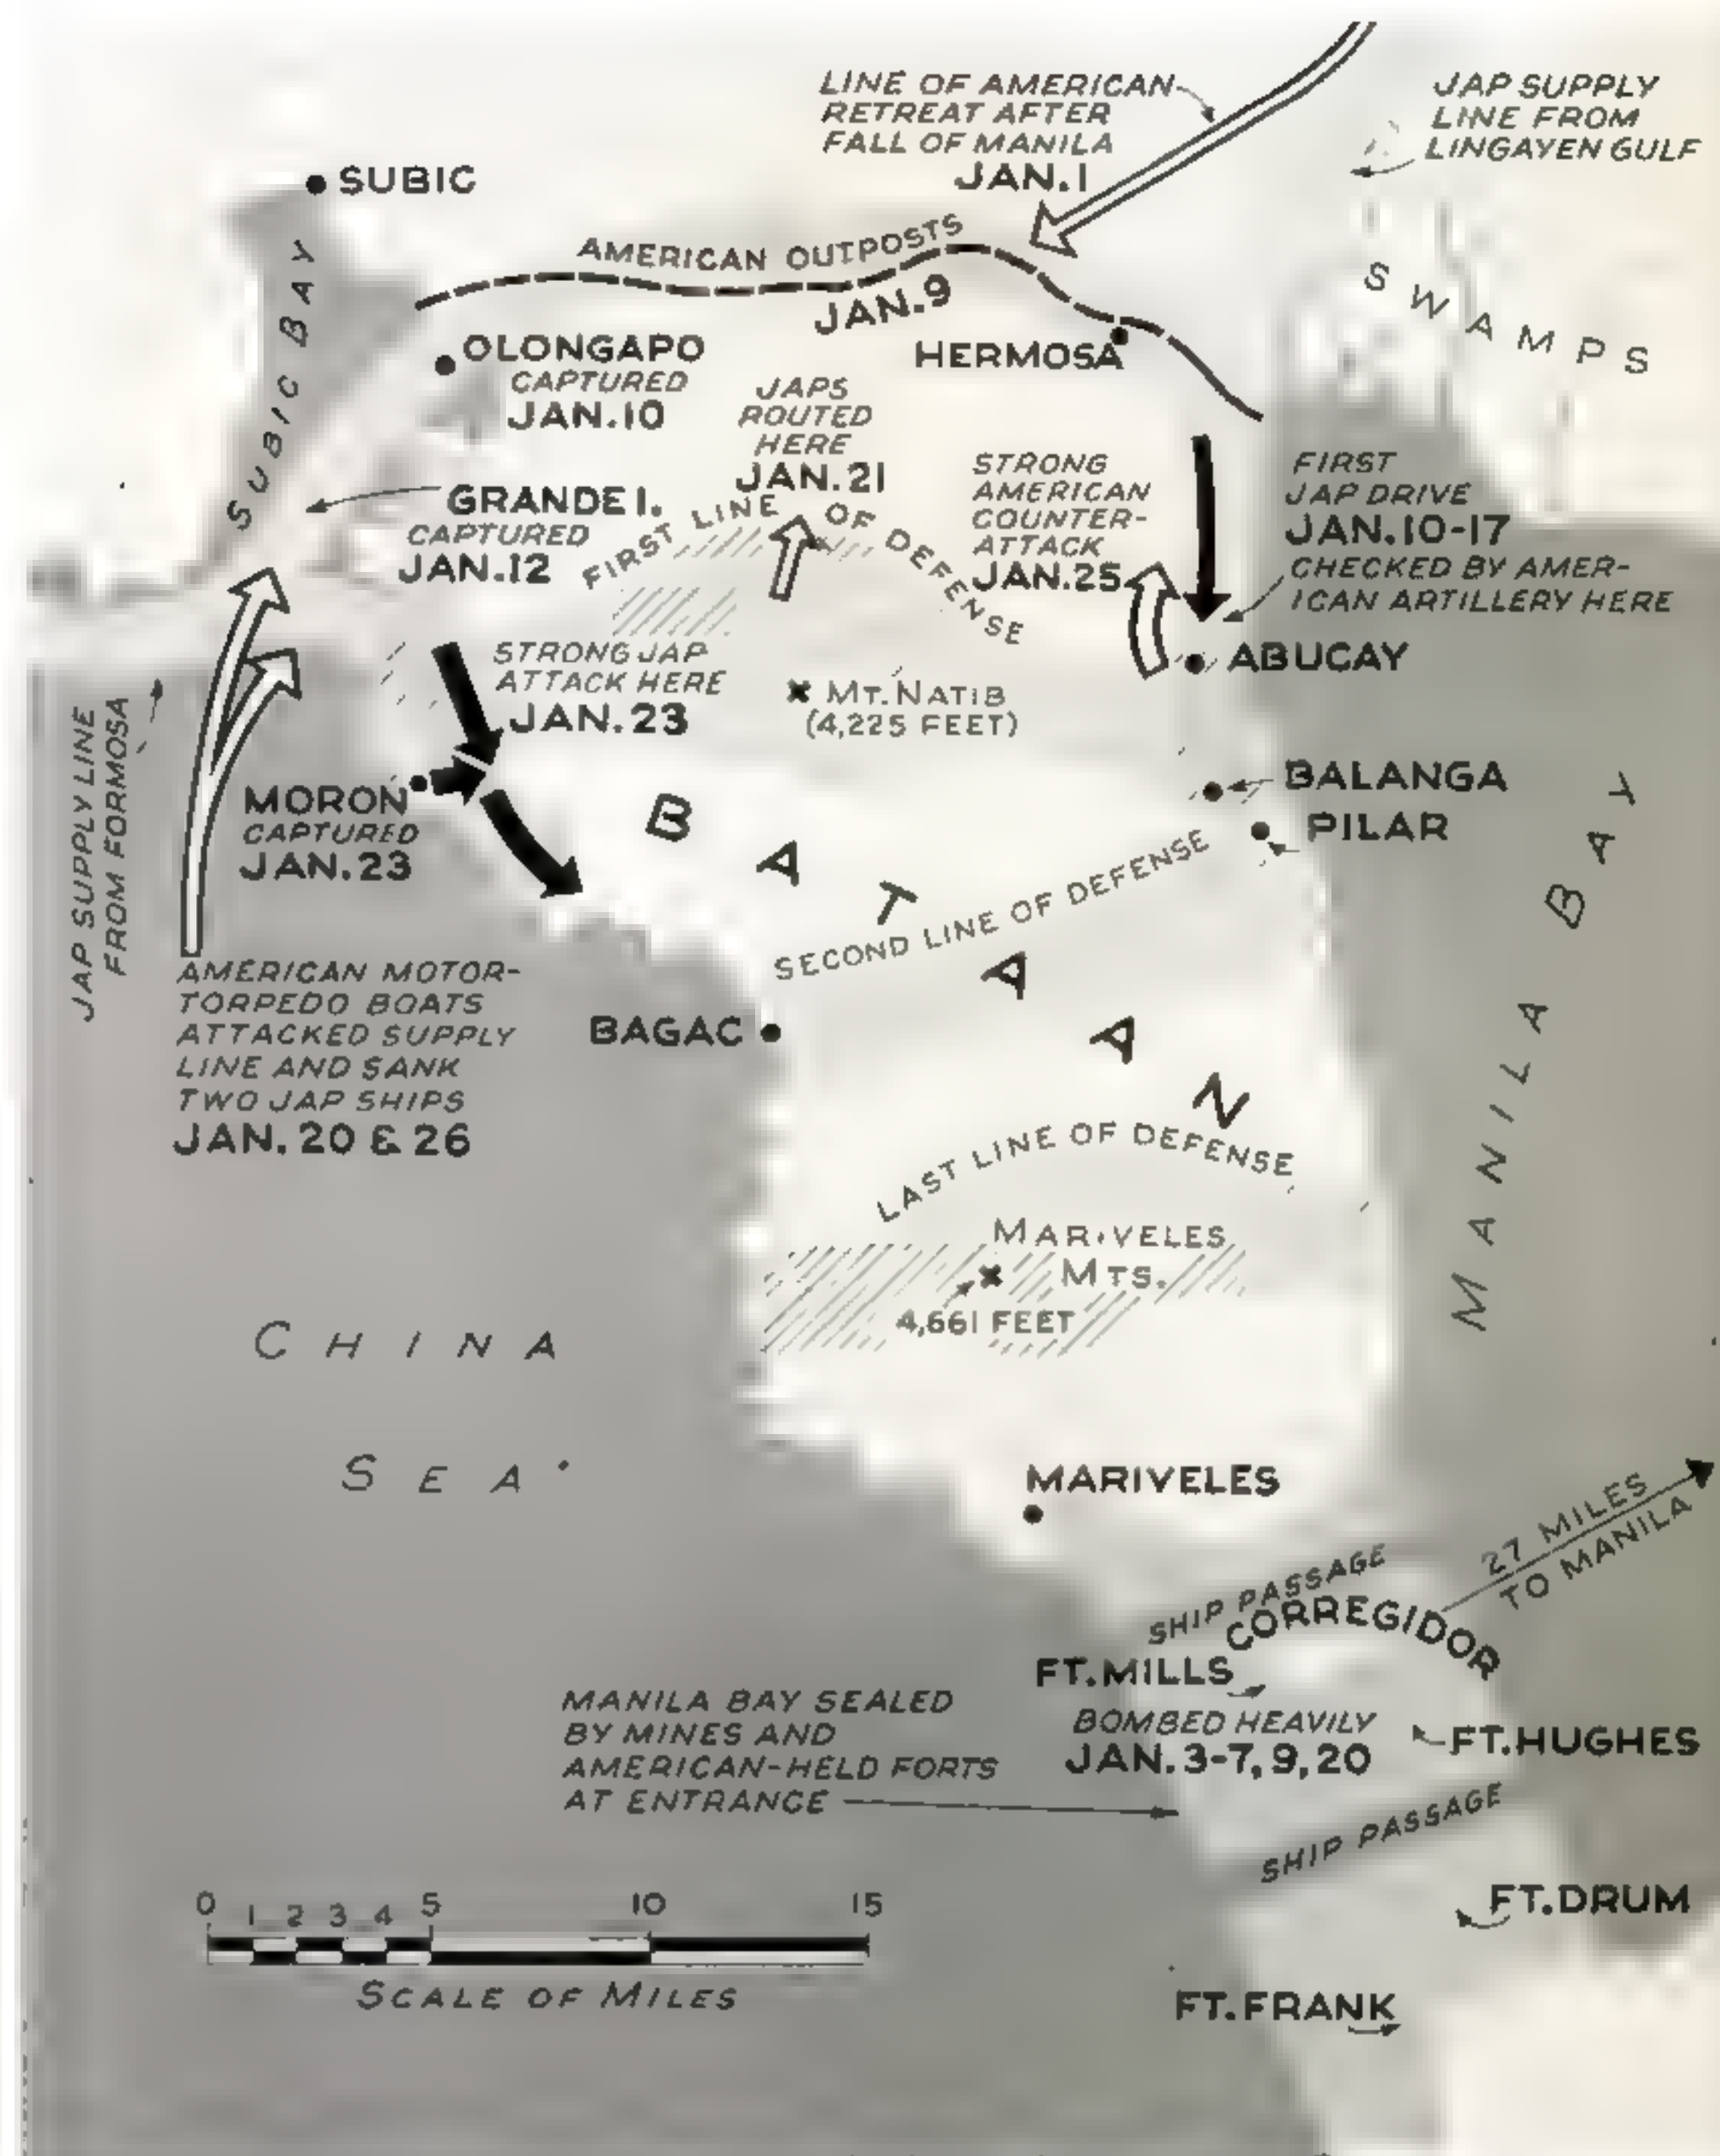 LINE OF AMERICAN
RETREAT AFTER
FALL OF MANILA
JAN. 1
JAP SUPPLY
LINE FROM
LINGAYEN GULF
SUBIC
AMERICAN OUTPOSTS
JAN. 9
SWAMPS
SUBIC BAY
OLONGAPO
CAPTURED
JAN. 10
HERMOSA
JAPS
ROUTED
HERE
JAN. 21
STRONG
AMERICAN
COUNTER-
ATTACK
JAN. 25
FIRST
JAP DRIVE
JAN. 10-17
CHECKED BY AMER-
ICAN ARTILLERY HERE
GRANDE I.
CAPTURED
JAN. 12
FIRST LINE OF DEFENSE
STRONG JAP
ATTACK HERE
JAN. 23
MT. NATIB
(4,225 FEET)
ABUCAY
JAP SUPPLY LINE
FROM FORMOSA
MORON
CAPTURED
JAN. 23
BALANGA
PILAR
BATAAN
SECOND LINE OF DEFENSE
MANILA BAY
AMERICAN MOTOR-
TORPEDO BOATS
ATTACKED SUPPLY
LINE AND SANK
TWO JAP SHIPS
JAN. 20 & 26
BAGAC
LAST LINE OF DEFENSE
MARIVELES
MTS.
4,661 FEET
CHINA
SEA
MARIVELES
27 MILES
TO MANILA
SHIP PASSAGE
CORREGIDOR
FT. MILLS
BOMBED HEAVILY
JAN. 3-7, 9, 20
FT. HUGHES
MANILA BAY SEALED
BY MINES AND
AMERICAN-HELD FORTS
AT ENTRANCE
SHIP PASSAGE
FT. DRUM
FT. FRANK
0 1 2 3 4 5 10 15
SCALE OF MILES